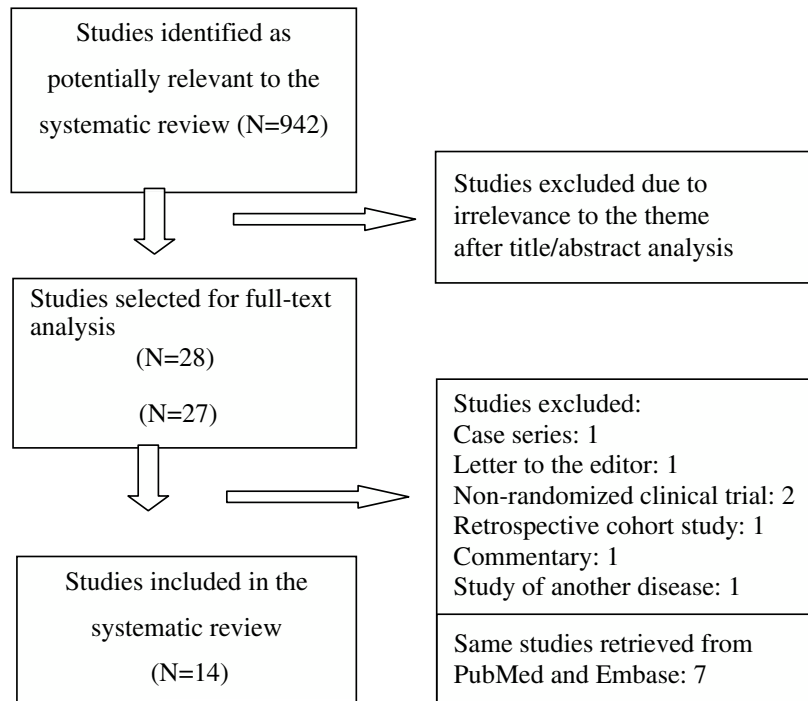 Studies identified as
potentially relevant to the
systematic review (N=942)
Studies excluded due to
irrelevance to the theme
after title/abstract analysis
Studies selected for full-text
analysis
(N=28)
(N=27)
Studies excluded:
Case series: 1
Letter to the editor: 1
Non-randomized clinical trial: 2
Retrospective cohort study: 1
Commentary: 1
Study of another disease: 1
Same studies retrieved from
PubMed and Embase: 7
Studies included in the
systematic review
(N=14)